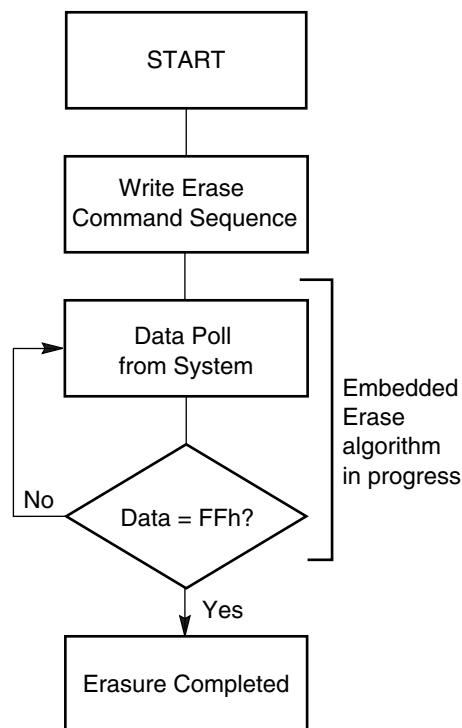 START
Write Erase
Command Sequence
Data Poll
from System
Embedded
Erase
algorithm
in progress
No
Data = FFh?
Yes
Erasure Completed